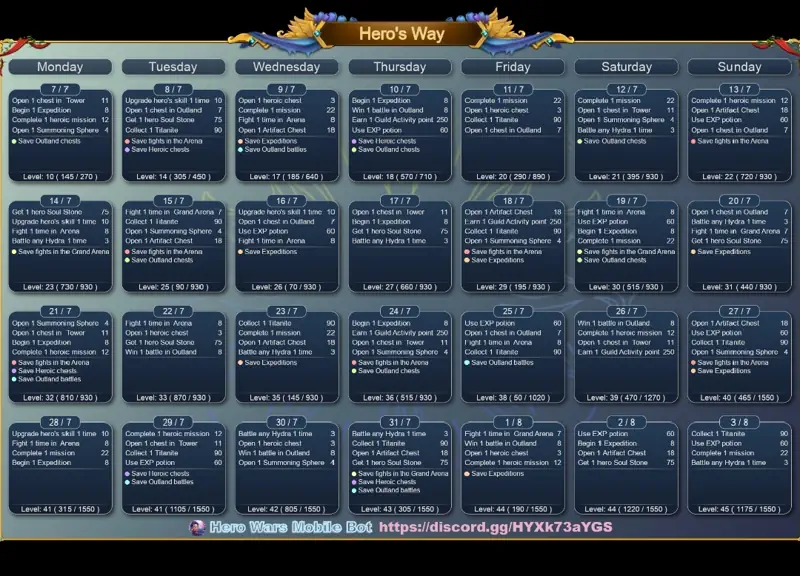 Hero's Way
Monday
Tuesday
Wednesday
Thursday
Friday
Saturday
Sunday
7 / 7
Open 1 chest in Tower 11
Begin 1 Expedition 8
Complete 1 heroic mission 12
Open 1 Summoning Sphere 4
Save Outland chests
Level: 10 ( 145 / 270 )
8 / 7
Upgrade hero's skill 1 time 10
Open 1 chest in Outland 7
Get 1 hero Soul Stone 75
Collect 1 Titanite 90
Save fights in the Arena
Save Heroic chests
Level: 14 ( 305 / 450 )
9 / 7
Open 1 heroic chest 3
Complete 1 mission 22
Fight 1 time in Arena 8
Open 1 Artifact Chest 18
Save Expeditions
Save Outland battles
Level: 17 ( 185 / 640 )
10 / 7
Begin 1 Expedition 8
Win 1 battle in Outland 8
Earn 1 Guild Activity point 250
Use EXP potion 60
Save Heroic chests
Save Outland chests
Level: 18 ( 570 / 710 )
11 / 7
Complete 1 mission 22
Open 1 heroic chest 3
Collect 1 Titanite 90
Open 1 chest in Outland 7
Level: 20 ( 290 / 890 )
12 / 7
Complete 1 mission 22
Open 1 chest in Tower 11
Open 1 Summoning Sphere 4
Battle any Hydra 1 time 3
Save Outland chests
Level: 21 ( 395 / 930 )
13 / 7
Complete 1 heroic mission 12
Open 1 Artifact Chest 18
Use EXP potion 60
Open 1 chest in Outland 7
Save fights in the Arena
Level: 22 ( 720 / 930 )
14 / 7
Get 1 hero Soul Stone 75
Upgrade hero's skill 1 time 10
Fight 1 time in Arena 8
Battle any Hydra 1 time 3
Save fights in the Grand Arena
Level: 23 ( 730 / 930 )
15 / 7
Fight 1 time in Grand Arena 7
Collect 1 Titanite 90
Open 1 Summoning Sphere 4
Open 1 Artifact Chest 18
Save fights in the Arena
Save Outland chests
Level: 25 ( 90 / 930 )
16 / 7
Upgrade hero's skill 1 time 10
Open 1 chest in Outland 7
Use EXP potion 60
Fight 1 time in Arena 8
Save Expeditions
Level: 26 ( 70 / 930 )
17 / 7
Open 1 chest in Tower 11
Begin 1 Expedition 8
Get 1 hero Soul Stone 75
Battle any Hydra 1 time 3
Level: 27 ( 660 / 930 )
18 / 7
Open 1 Artifact Chest 18
Earn 1 Guild Activity point 250
Collect 1 Titanite 90
Open 1 Summoning Sphere 4
Save fights in the Arena
Save Expeditions
Level: 29 ( 195 / 930 )
19 / 7
Fight 1 time in Arena 8
Use EXP potion 60
Begin 1 Expedition 8
Complete 1 mission 22
Save fights in the Grand Arena
Save Outland chests
Level: 30 ( 515 / 930 )
20 / 7
Open 1 chest in Outland 7
Battle any Hydra 1 time 3
Fight 1 time in Grand Arena 7
Get 1 hero Soul Stone 75
Save Expeditions
Level: 31 ( 440 / 930 )
21 / 7
Open 1 Summoning Sphere 4
Open 1 chest in Tower 11
Begin 1 Expedition 8
Complete 1 heroic mission 12
Save fights in the Arena
Save Heroic chests
Save Outland battles
Level: 32 ( 810 / 930 )
22 / 7
Fight 1 time in Arena 8
Open 1 heroic chest 3
Get 1 hero Soul Stone 75
Win 1 battle in Outland 8
Level: 33 ( 870 / 930 )
23 / 7
Collect 1 Titanite 90
Complete 1 mission 22
Open 1 Artifact Chest 18
Battle any Hydra 1 time 3
Save Expeditions
Level: 35 ( 145 / 930 )
24 / 7
Begin 1 Expedition 8
Earn 1 Guild Activity point 250
Open 1 chest in Tower 11
Open 1 Artifact Chest 18
Save fights in the Arena
Save Outland chests
Level: 36 ( 515 / 930 )
25 / 7
Use EXP potion 60
Open 1 chest in Outland 7
Fight 1 time in Arena 8
Collect 1 Titanite 90
Save Outland battles
Level: 38 ( 50 / 1020 )
26 / 7
Win 1 battle in Outland 8
Complete 1 heroic mission 12
Open 1 chest in Tower 11
Earn 1 Guild Activity point 250
Level: 39 ( 470 / 1270 )
27 / 7
Open 1 Artifact Chest 18
Use EXP potion 60
Collect 1 Titanite 90
Open 1 Summoning Sphere 4
Save fights in the Arena
Save Expeditions
Level: 40 ( 465 / 1550 )
28 / 7
Upgrade hero's skill 1 time 10
Fight 1 time in Arena 8
Complete 1 mission 22
Begin 1 Expedition 8
Level: 41 ( 315 / 1550 )
29 / 7
Complete 1 heroic mission 12
Open 1 chest in Tower 11
Collect 1 Titanite 90
Use EXP potion 60
Save Heroic chests
Save Outland battles
Level: 41 ( 1105 / 1550 )
30 / 7
Battle any Hydra 1 time 3
Open 1 heroic chest 3
Win 1 battle in Outland 8
Open 1 Summoning Sphere 4
Level: 42 ( 805 / 1550 )
31 / 7
Battle any Hydra 1 time 3
Collect 1 Titanite 90
Open 1 Artifact Chest 18
Get 1 hero Soul Stone 75
Save fights in the Grand Arena
Save Heroic chests
Save Outland battles
Level: 43 ( 305 / 1550 )
1 / 8
Fight 1 time in Grand Arena 7
Win 1 battle in Outland 8
Open 1 heroic chest 3
Complete 1 heroic mission 12
Save Expeditions
Level: 44 ( 190 / 1550 )
2 / 8
Use EXP potion 60
Begin 1 Expedition 8
Open 1 Artifact Chest 18
Get 1 hero Soul Stone 75
Level: 44 ( 1220 / 1550 )
3 / 8
Collect 1 Titanite 90
Use EXP potion 60
Complete 1 mission 22
Battle any Hydra 1 time 3
Level: 45 ( 1175 / 1550 )
Hero Wars Mobile Bot https://discord.gg/HYXk73aYGS